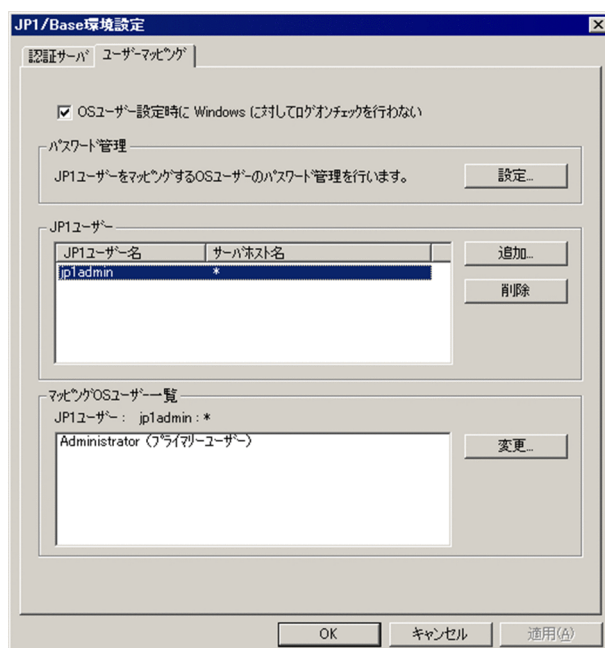 JP1/Base環境設定
認証サーバ ユーザーマッピング
OSユーザー設定時に Windows に対してログオンチェックを行わない
パスワード管理
JP1ユーザーをマッピングするOSユーザーのパスワード管理を行います。 設定...
JP1ユーザー
JP1ユーザー名 サーバホスト名 追加...
jp1admin *
削除
マッピングOSユーザー一覧
JP1ユーザー： jp1admin : *
Administrator （プライマリーユーザー） 変更...
OK キャンセル 適用(A)